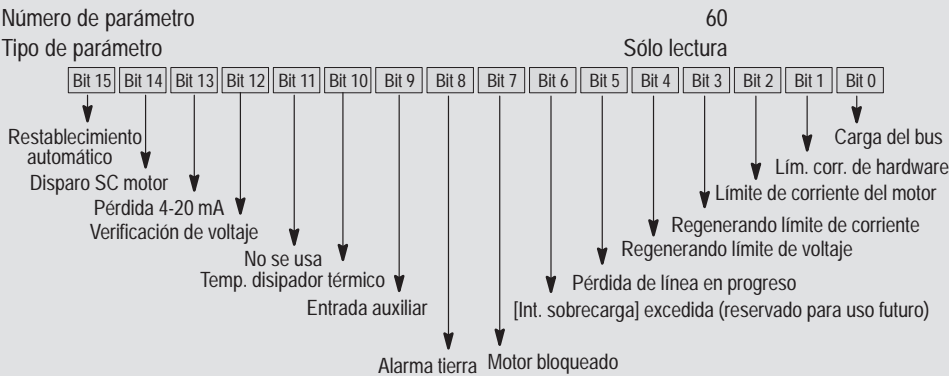 Número de parámetro 60
Tipo de parámetro Sólo lectura
Bit 15 Bit 14 Bit 13 Bit 12 Bit 11 Bit 10 Bit 9 Bit 8 Bit 7 Bit 6 Bit 5 Bit 4 Bit 3 Bit 2 Bit 1 Bit 0
Restablecimiento
automático
Carga del bus
Lím. corr. de hardware
Disparo SC motor
Límite de corriente del motor
Pérdida 4-20 mA
Regenerando límite de corriente
Verificación de voltaje
Regenerando límite de voltaje
No se usa
Temp. disipador térmico
Pérdida de línea en progreso
Entrada auxiliar
[Int. sobrecarga] excedida (reservado para uso futuro)
Alarma tierra
Motor bloqueado